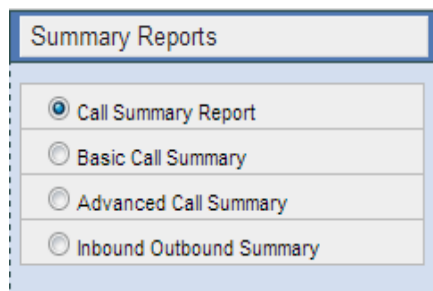 Summary Reports
Call Summary Report
Basic Call Summary
Advanced Call Summary
Inbound Outbound Summary